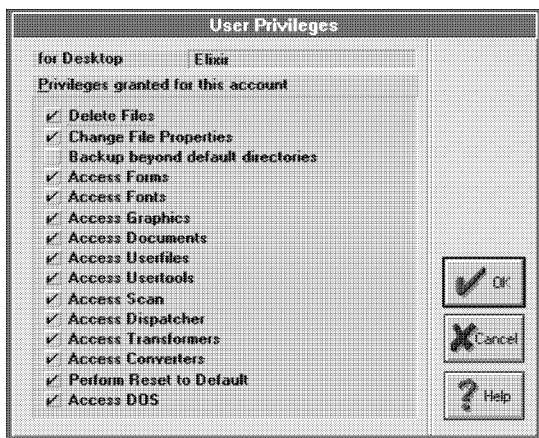 User Privileges
for Desktop Elixir
Privileges granted for this account
Delete Files
Change File Properties
Backup beyond default directories
Access Forms
Access Fonts
Access Graphics
Access Documents
Access Userfiles
Access Usertools
Access Scan
Access Dispatcher
Access Transformers
Access Converters
Perform Reset to Default
Access DOS
OK
Cancel
Help